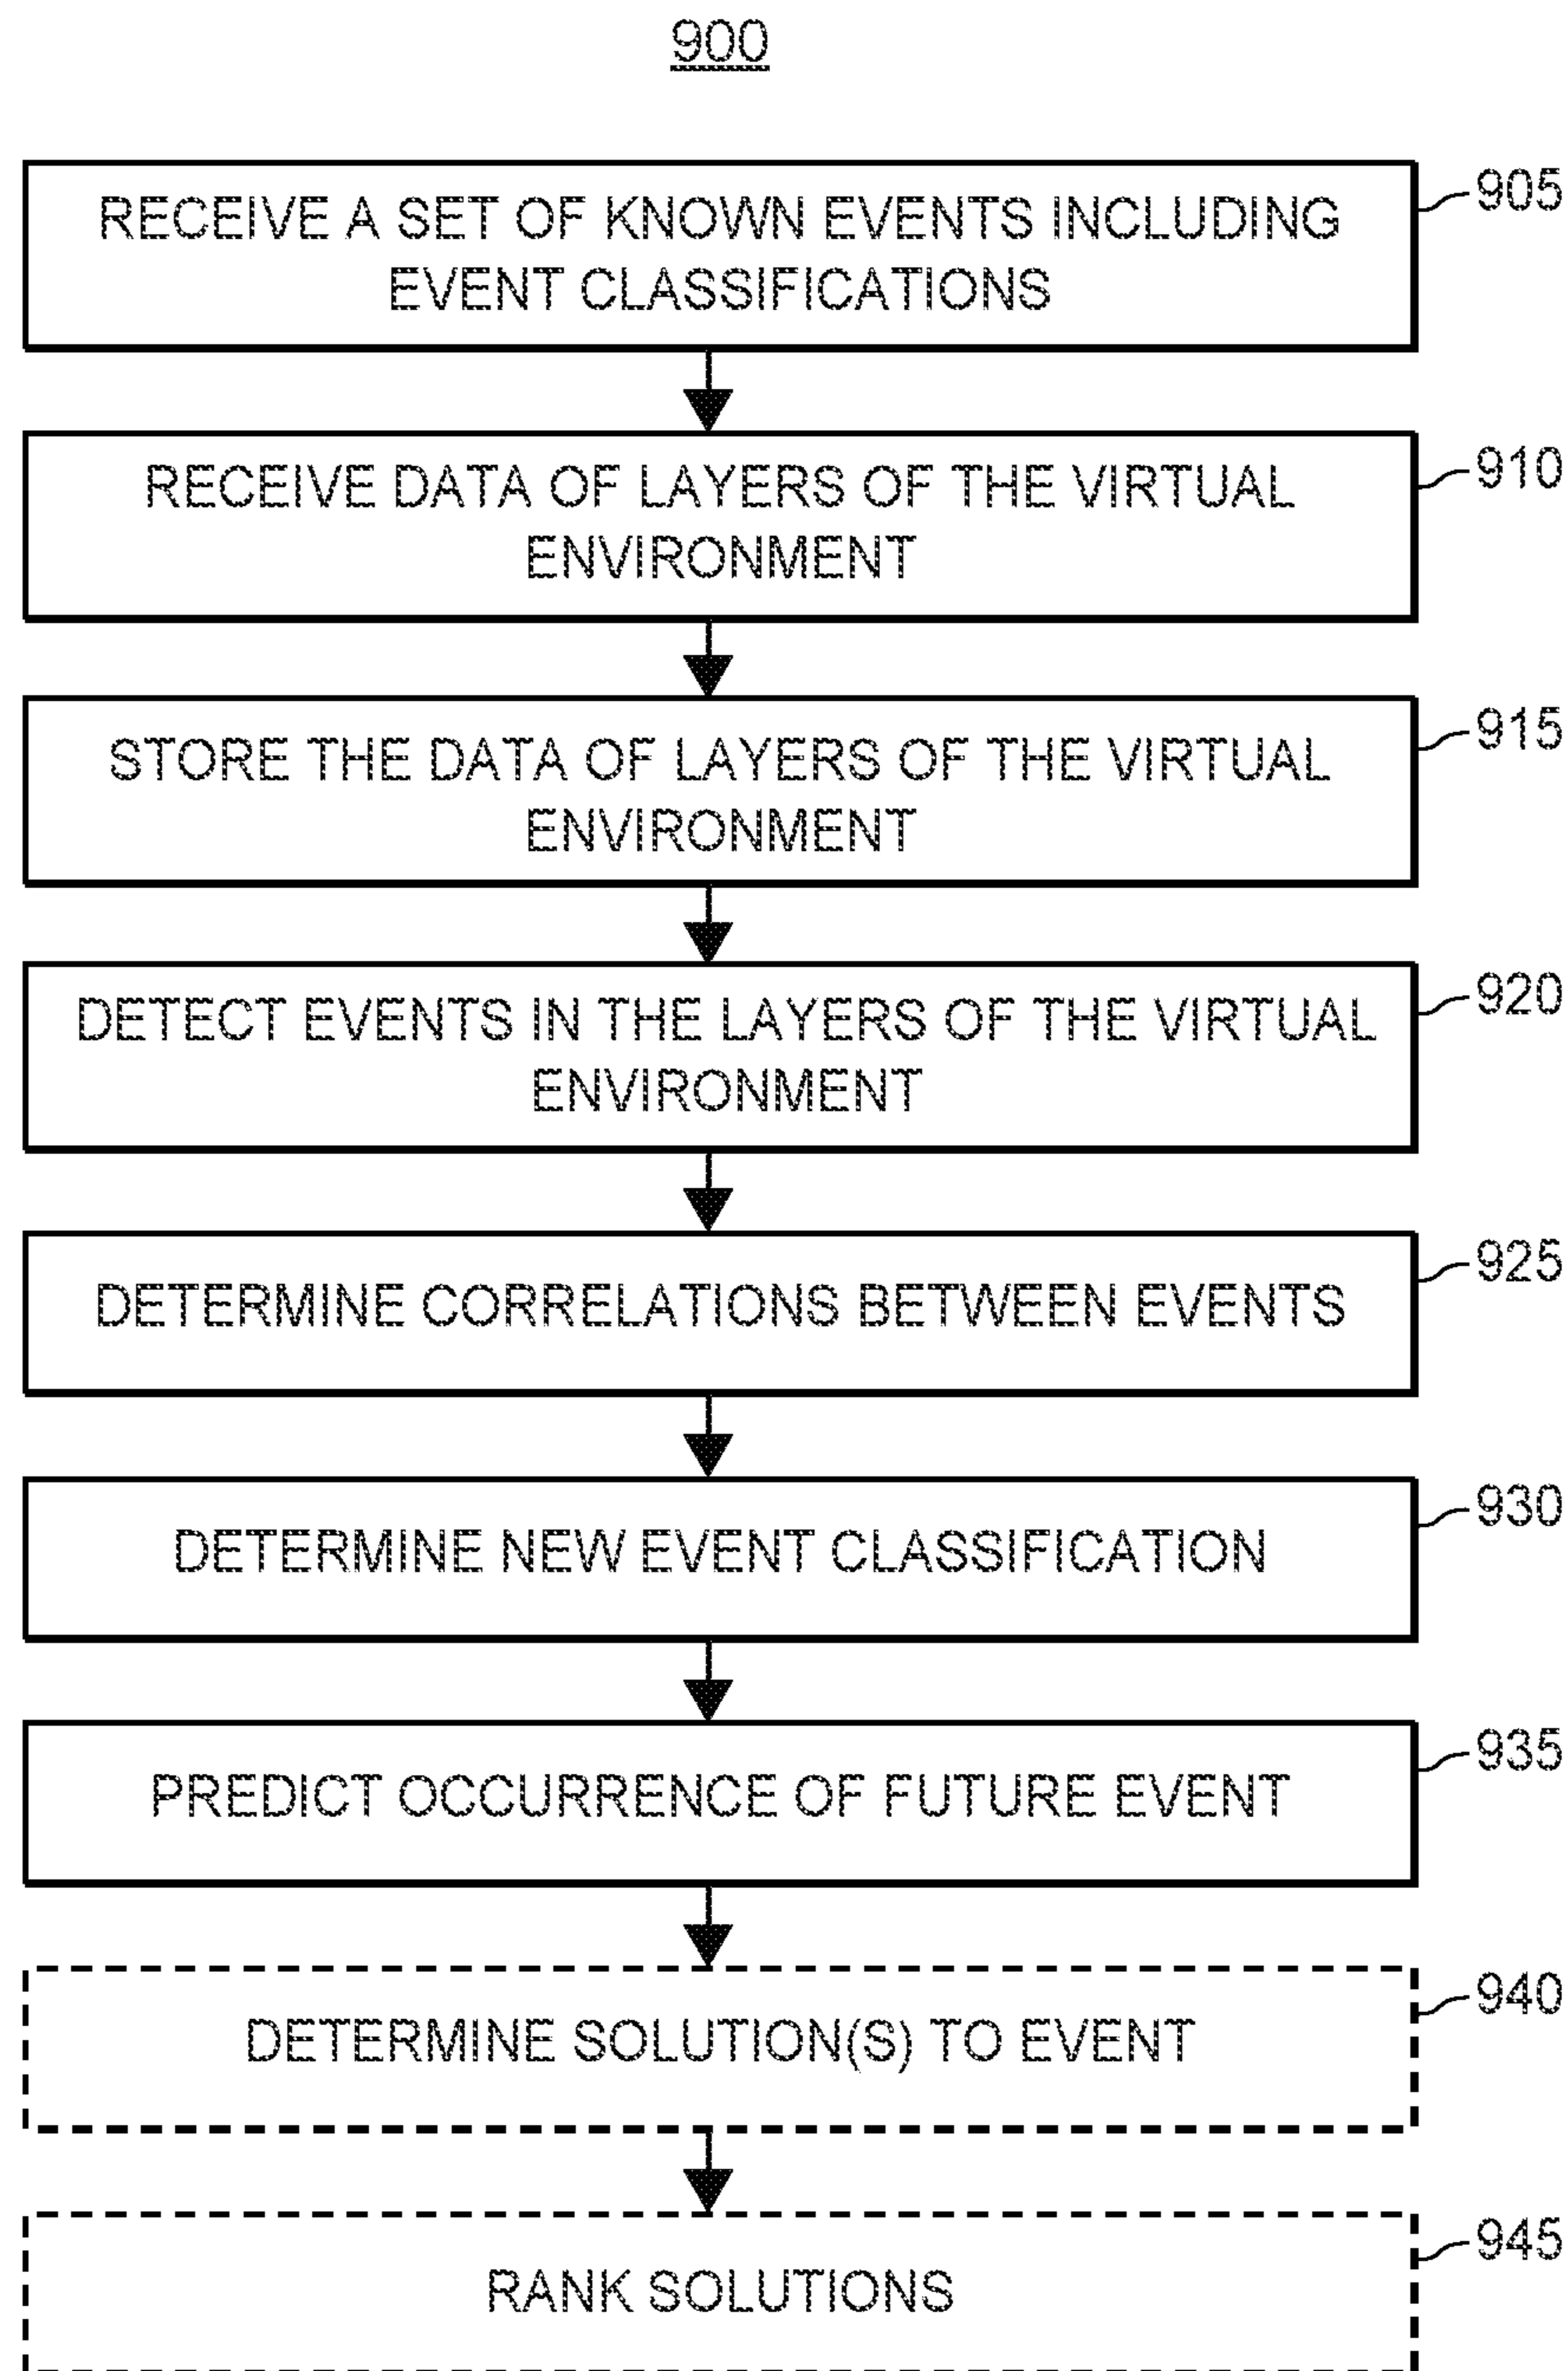 900
RECEIVE A SET OF KNOWN EVENTS INCLUDING
EVENT CLASSIFICATIONS
905
RECEIVE DATA OF LAYERS OF THE VIRTUAL
ENVIRONMENT
910
STORE THE DATA OF LAYERS OF THE VIRTUAL
ENVIRONMENT
915
DETECT EVENTS IN THE LAYERS OF THE VIRTUAL
ENVIRONMENT
920
DETERMINE CORRELATIONS BETWEEN EVENTS
925
DETERMINE NEW EVENT CLASSIFICATION
930
PREDICT OCCURRENCE OF FUTURE EVENT
935
DETERMINE SOLUTION(S) TO EVENT
940
RANK SOLUTIONS
945